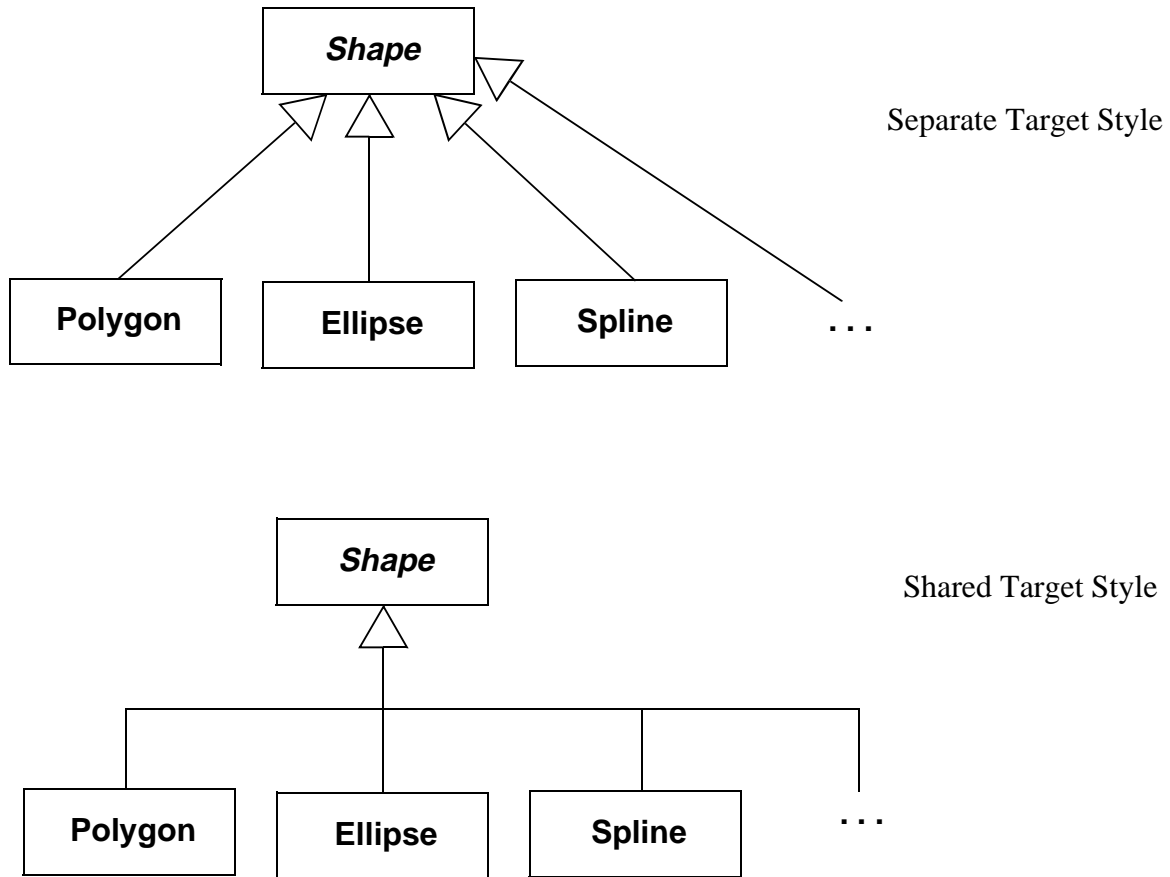 Shape
Separate Target Style
Polygon
Ellipse
Spline
. . .
Shape
Shared Target Style
Polygon
Ellipse
Spline
. . .